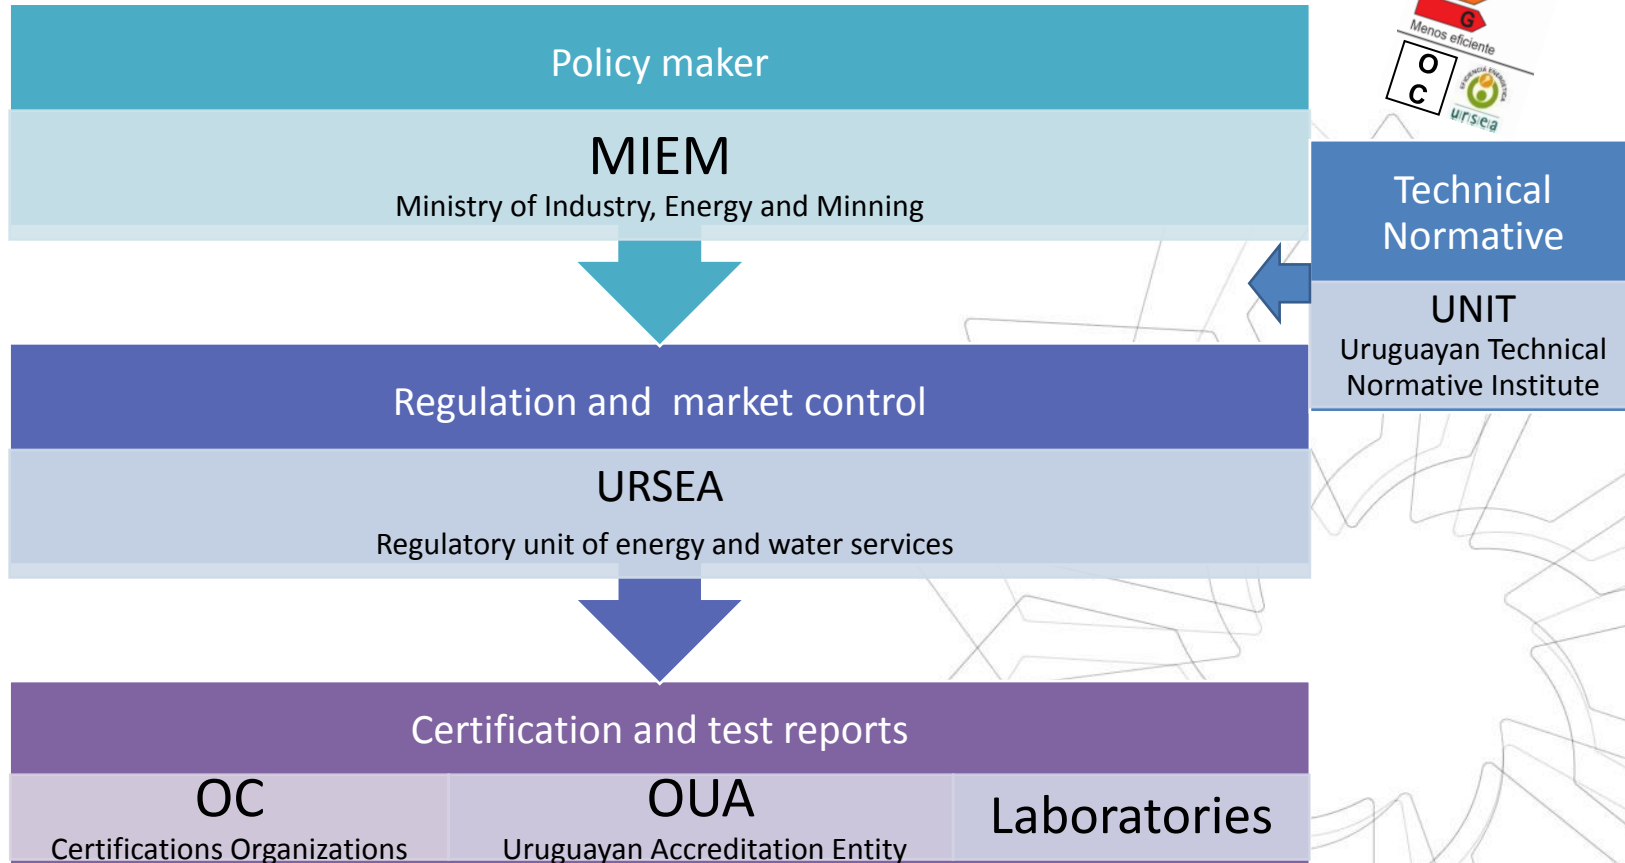 Policy maker
MIEM
Ministry of Industry, Energy and Minning
G
Menos eficiente
O
C
EFICIENCIA ENERGÉTICA
ursea
Technical
Normative
UNIT
Uruguayan Technical
Normative Institute
Regulation and  market control
URSEA
Regulatory unit of energy and water services
Certification and test reports
OC
Certifications Organizations
OUA
Uruguayan Accreditation Entity
Laboratories